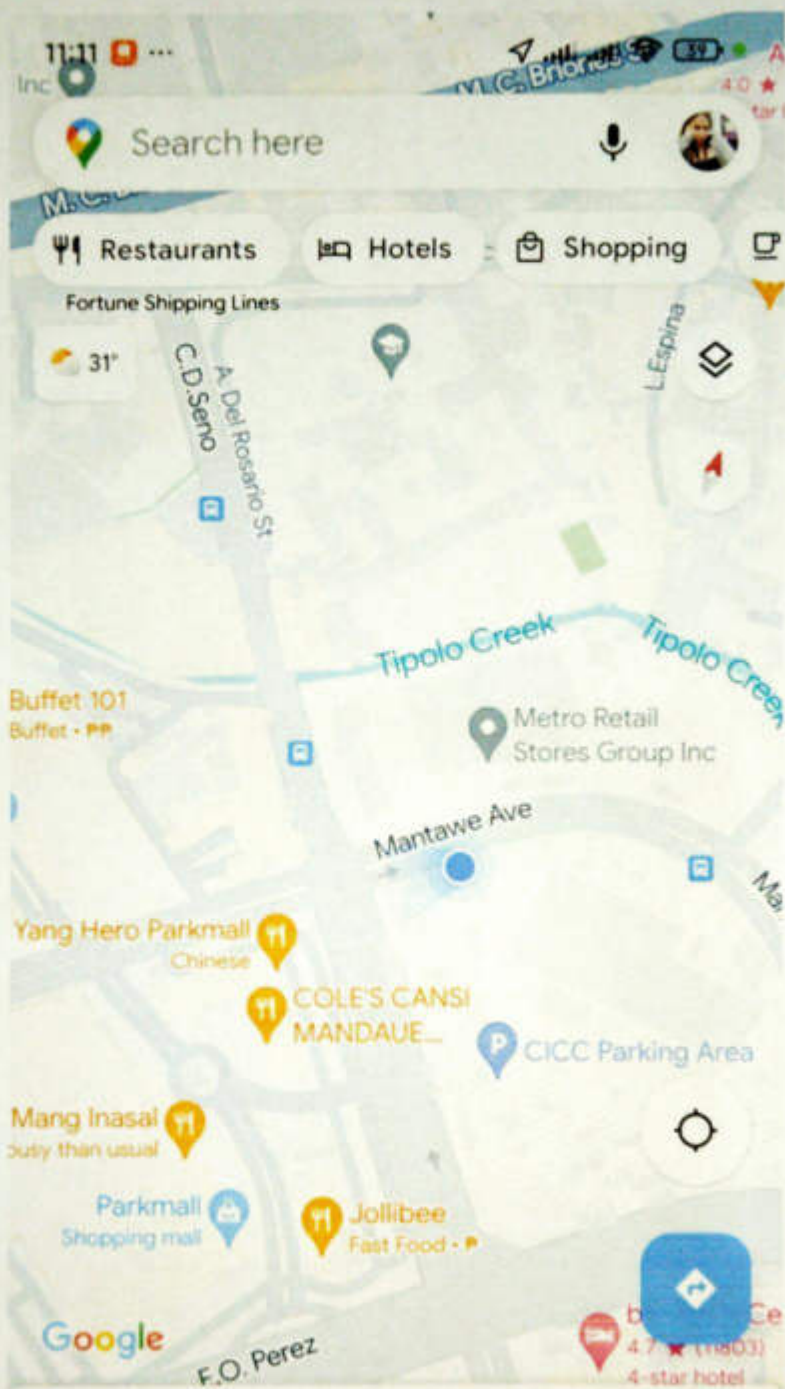 11:11 ... 39
Inc
M. C. Briones S
A
4.0 ★
Search here
M. C.
Restaurants
Hotels
Shopping
Fortune Shipping Lines
31°
C.D.Seno
A. Del Rosario St
L.Espina
Tipolo Creek
Tipolo Creek
Buffet 101
Buffet • ₱₱
Metro Retail
Stores Group Inc
Mantawe Ave
Yang Hero Parkmall
Chinese
COLE'S CANSI
MANDAUE...
P
CICC Parking Area
Mang Inasal
busy than usual
Parkmall
Shopping mall
Jollibee
Fast Food • ₱
Google
F.O. Perez
b
Ce
4.7 ★ (11803)
4-star hotel